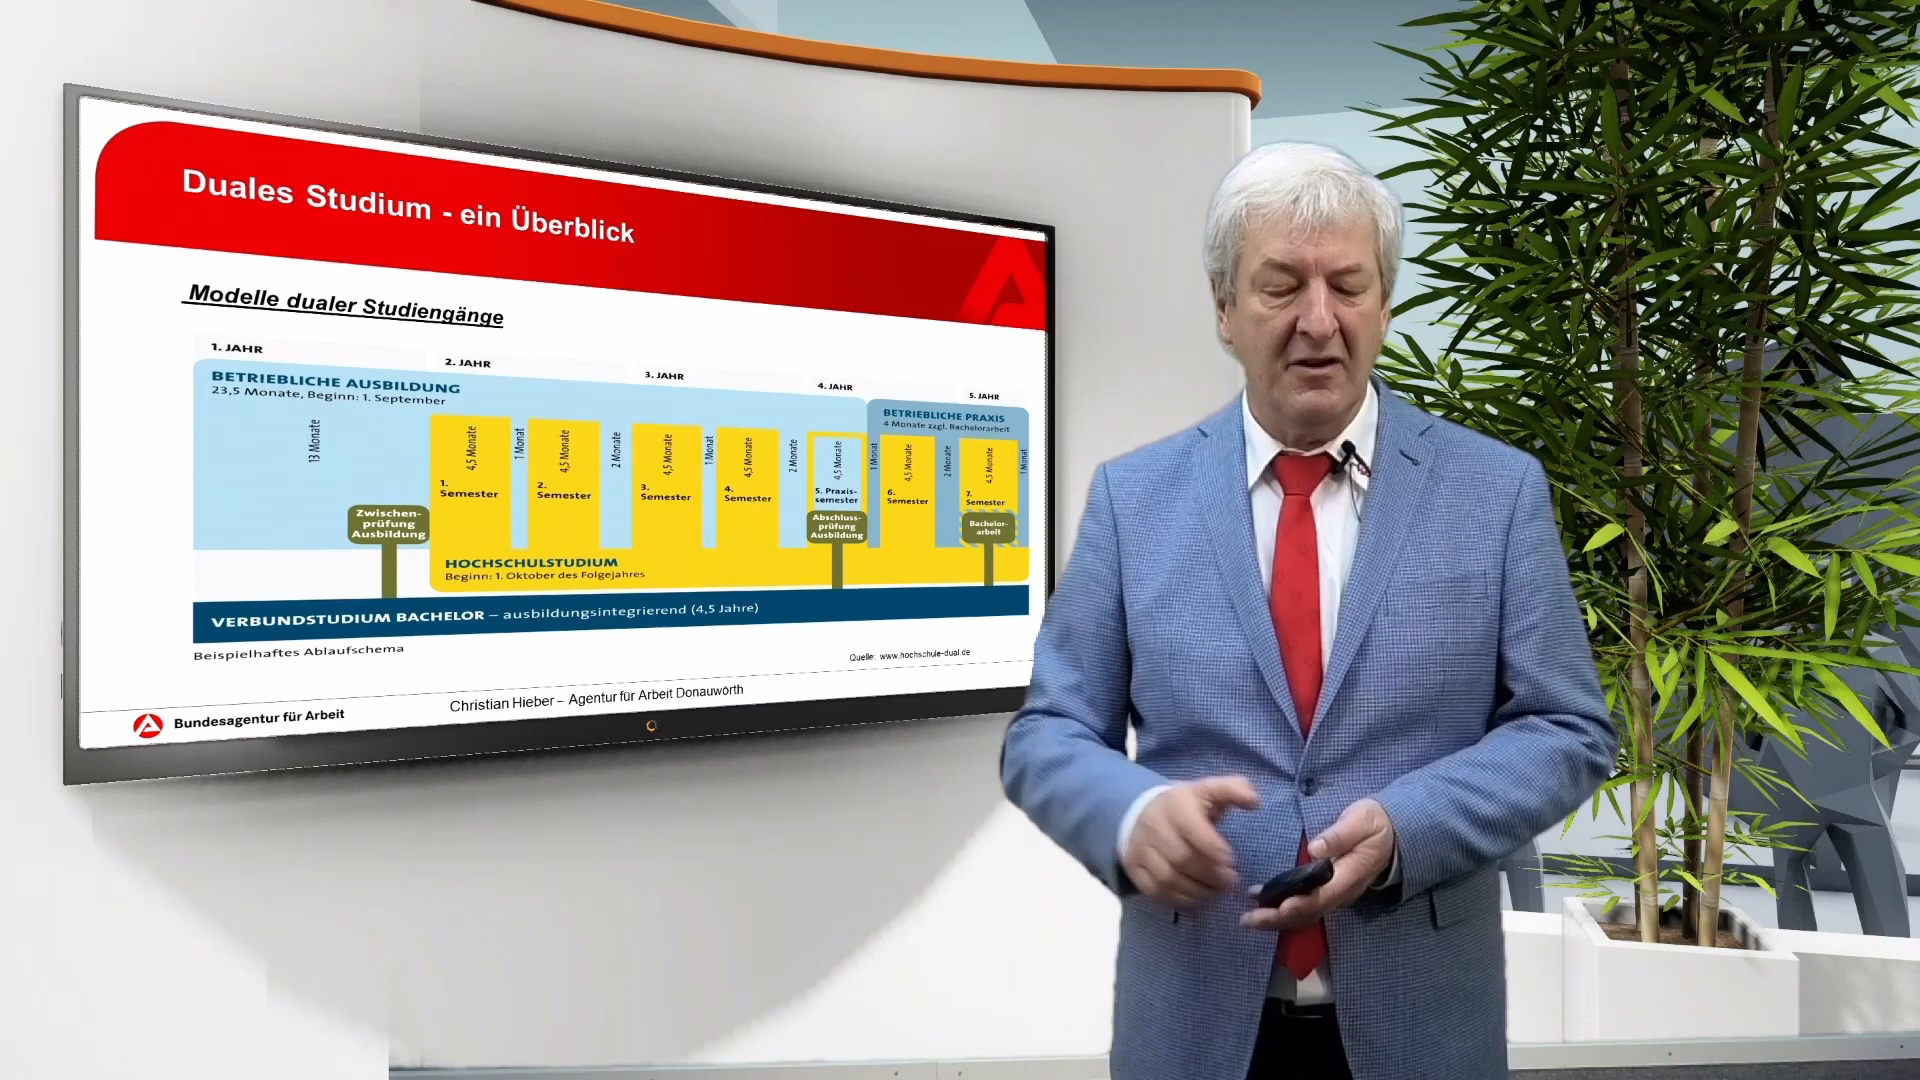 Duales Studium - ein Überblick
Modelle dualer Studiengänge
1. JAHR
2. JAHR
3. JAHR
4. JAHR
5. JAHR
BETRIEBLICHE AUSBILDUNG
23,5 Monate, Beginn: 1. September
BETRIEBLICHE PRAXIS
4 Monate zzgl. Bachelorarbeit
13 Monate
4,5 Monate
1 Monat
4,5 Monate
2 Monate
4,5 Monate
1 Monat
4,5 Monate
2 Monate
4,5 Monate
1 Monat
4,5 Monate
2 Monate
4,5 Monate
1 Monat
1.
Semester
2.
Semester
3.
Semester
4.
Semester
5. Praxis-
semester
6.
Semester
7.
Semester
Zwischen-
prüfung
Ausbildung
Abschluss-
prüfung
Ausbildung
Bachelor-
arbeit
HOCHSCHULSTUDIUM
Beginn: 1. Oktober des Folgejahres
VERBUNDSTUDIUM BACHELOR – ausbildungsintegrierend (4,5 Jahre)
Beispielhaftes Ablaufschema
Quelle: www.hochschule-dual.de
Bundesagentur für Arbeit
Christian Hieber – Agentur für Arbeit Donauwörth